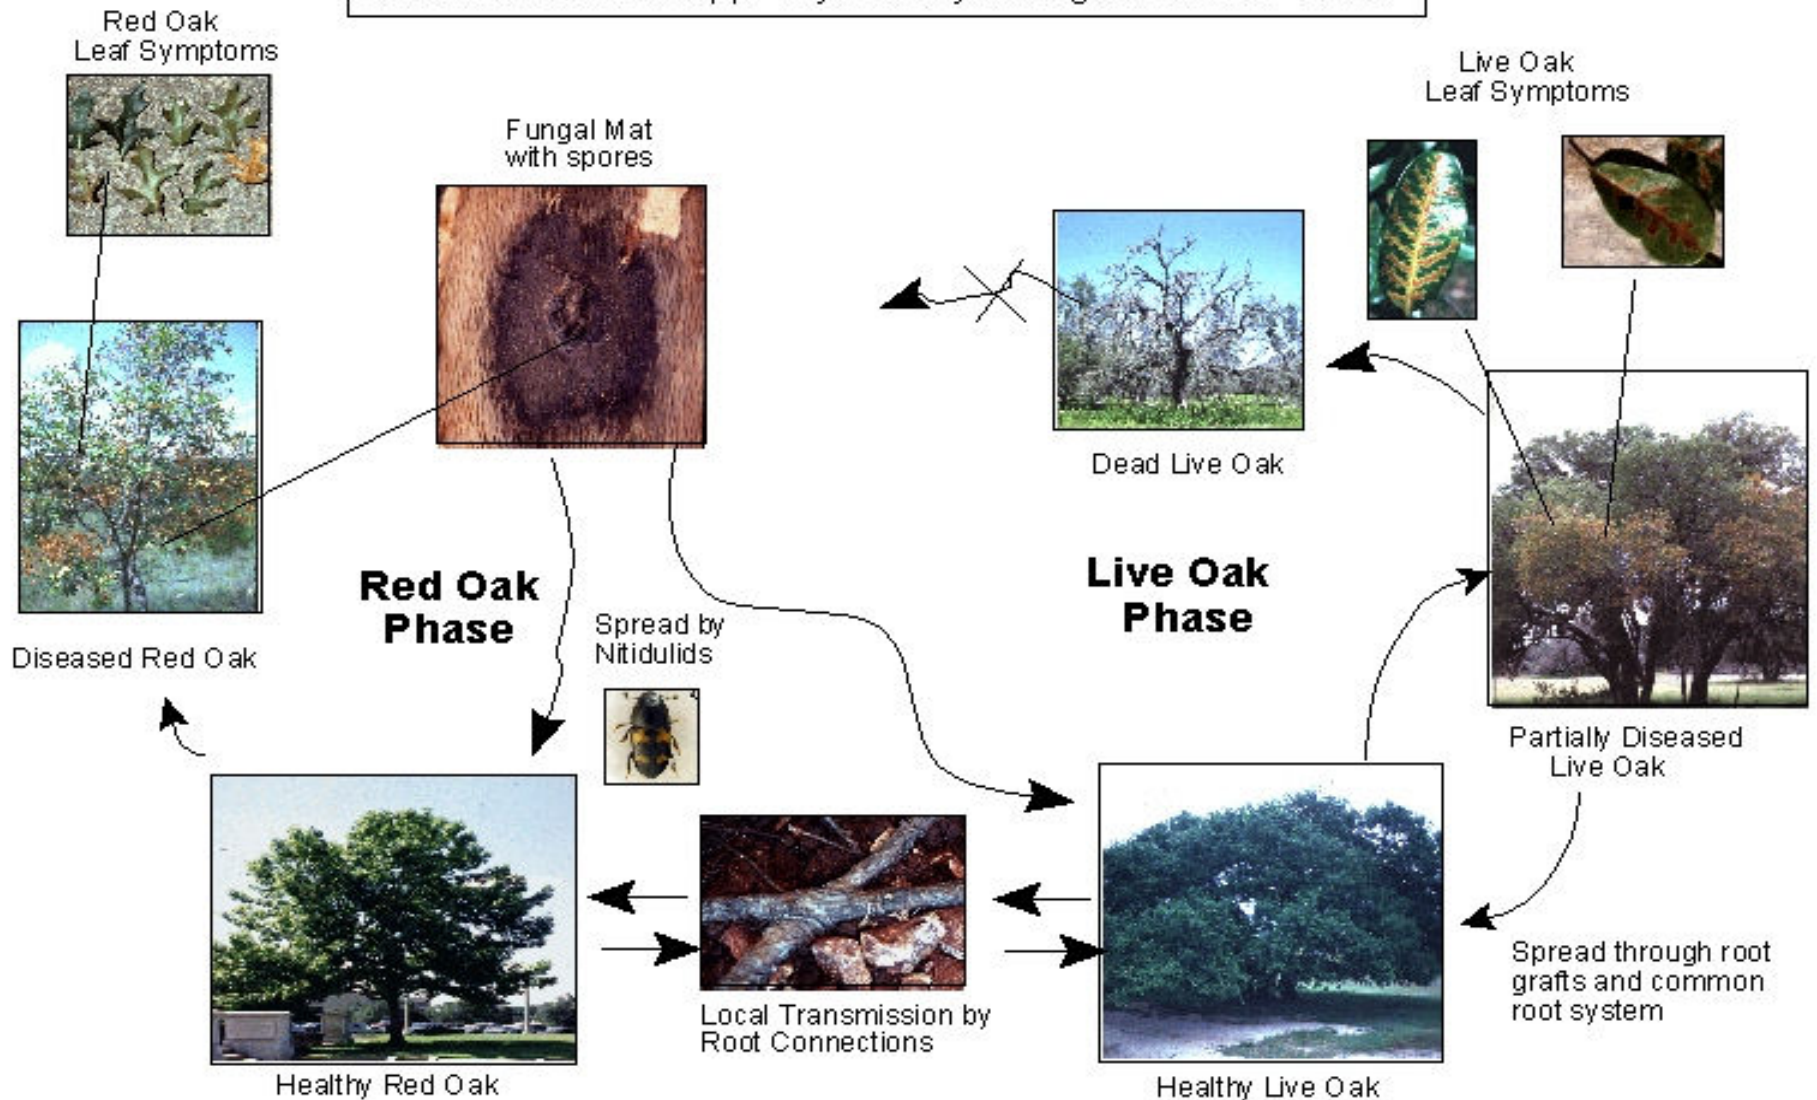 Red Oak
Leaf Symptoms
Fungal Mat
with spores
Live Oak
Leaf Symptoms
Dead Live Oak
Red Oak
Phase
Live Oak
Phase
Spread by
Nitidulids
Diseased Red Oak
Partially Diseased
Live Oak
Spread through root
grafts and common
root system
Local Transmission by
Root Connections
Healthy Red Oak
Healthy Live Oak